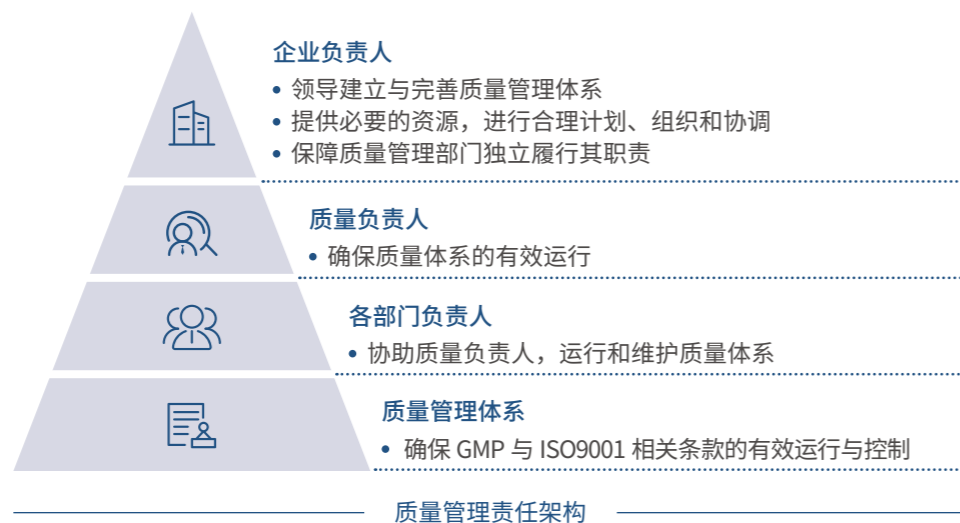 企业负责人
• 领导建立与完善质量管理体系
• 提供必要的资源，进行合理计划、组织和协调
• 保障质量管理部门独立履行其职责
质量负责人
• 确保质量体系的有效运行
各部门负责人
• 协助质量负责人，运行和维护质量体系
质量管理体系
• 确保 GMP 与 ISO9001 相关条款的有效运行与控制
质量管理责任架构